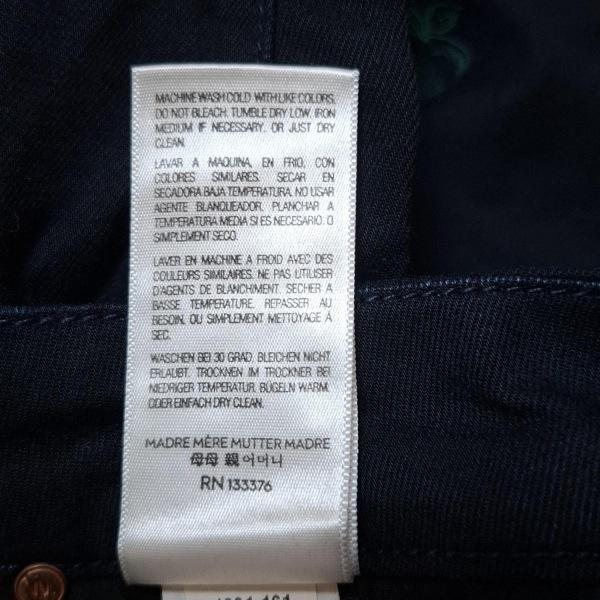 MACHINE WASH COLD WITH LIKE COLORS,
DO NOT BLEACH. TUMBLE DRY LOW. IRON
MEDIUM IF NECESSARY. OR JUST DRY
CLEAN.
LAVAR A MAQUINA, EN FRIO, CON
COLORES SIMILARES. SECAR EN
SECADORA BAJA TEMPERATURA. NO USAR
AGENTE BLANQUEADOR. PLANCHAR A
TEMPERATURA MEDIA SI ES NECESARIO. O
SIMPLEMENT SECO.
LAVER EN MACHINE A FROID AVEC DES
COULEURS SIMILAIRES. NE PAS UTILISER
D'AGENTS DE BLANCHIMENT. SECHER A
BASSE TEMPERATURE. REPASSER AU
BESOIN. OU SIMPLEMENT METTOYAGE Á
SEC.
WASCHEN BEI 30 GRAD. BLEICHEN NICHT
ERLAUBT. TROCKNEN IM TROCKNER BEI
NIEDRIGER TEMPERATUR. BÜGELN WARM.
ODER EINFACH DRY CLEAN.
MADRE MÈRE MUTTER MADRE
母母 親 어머니
RN 133376